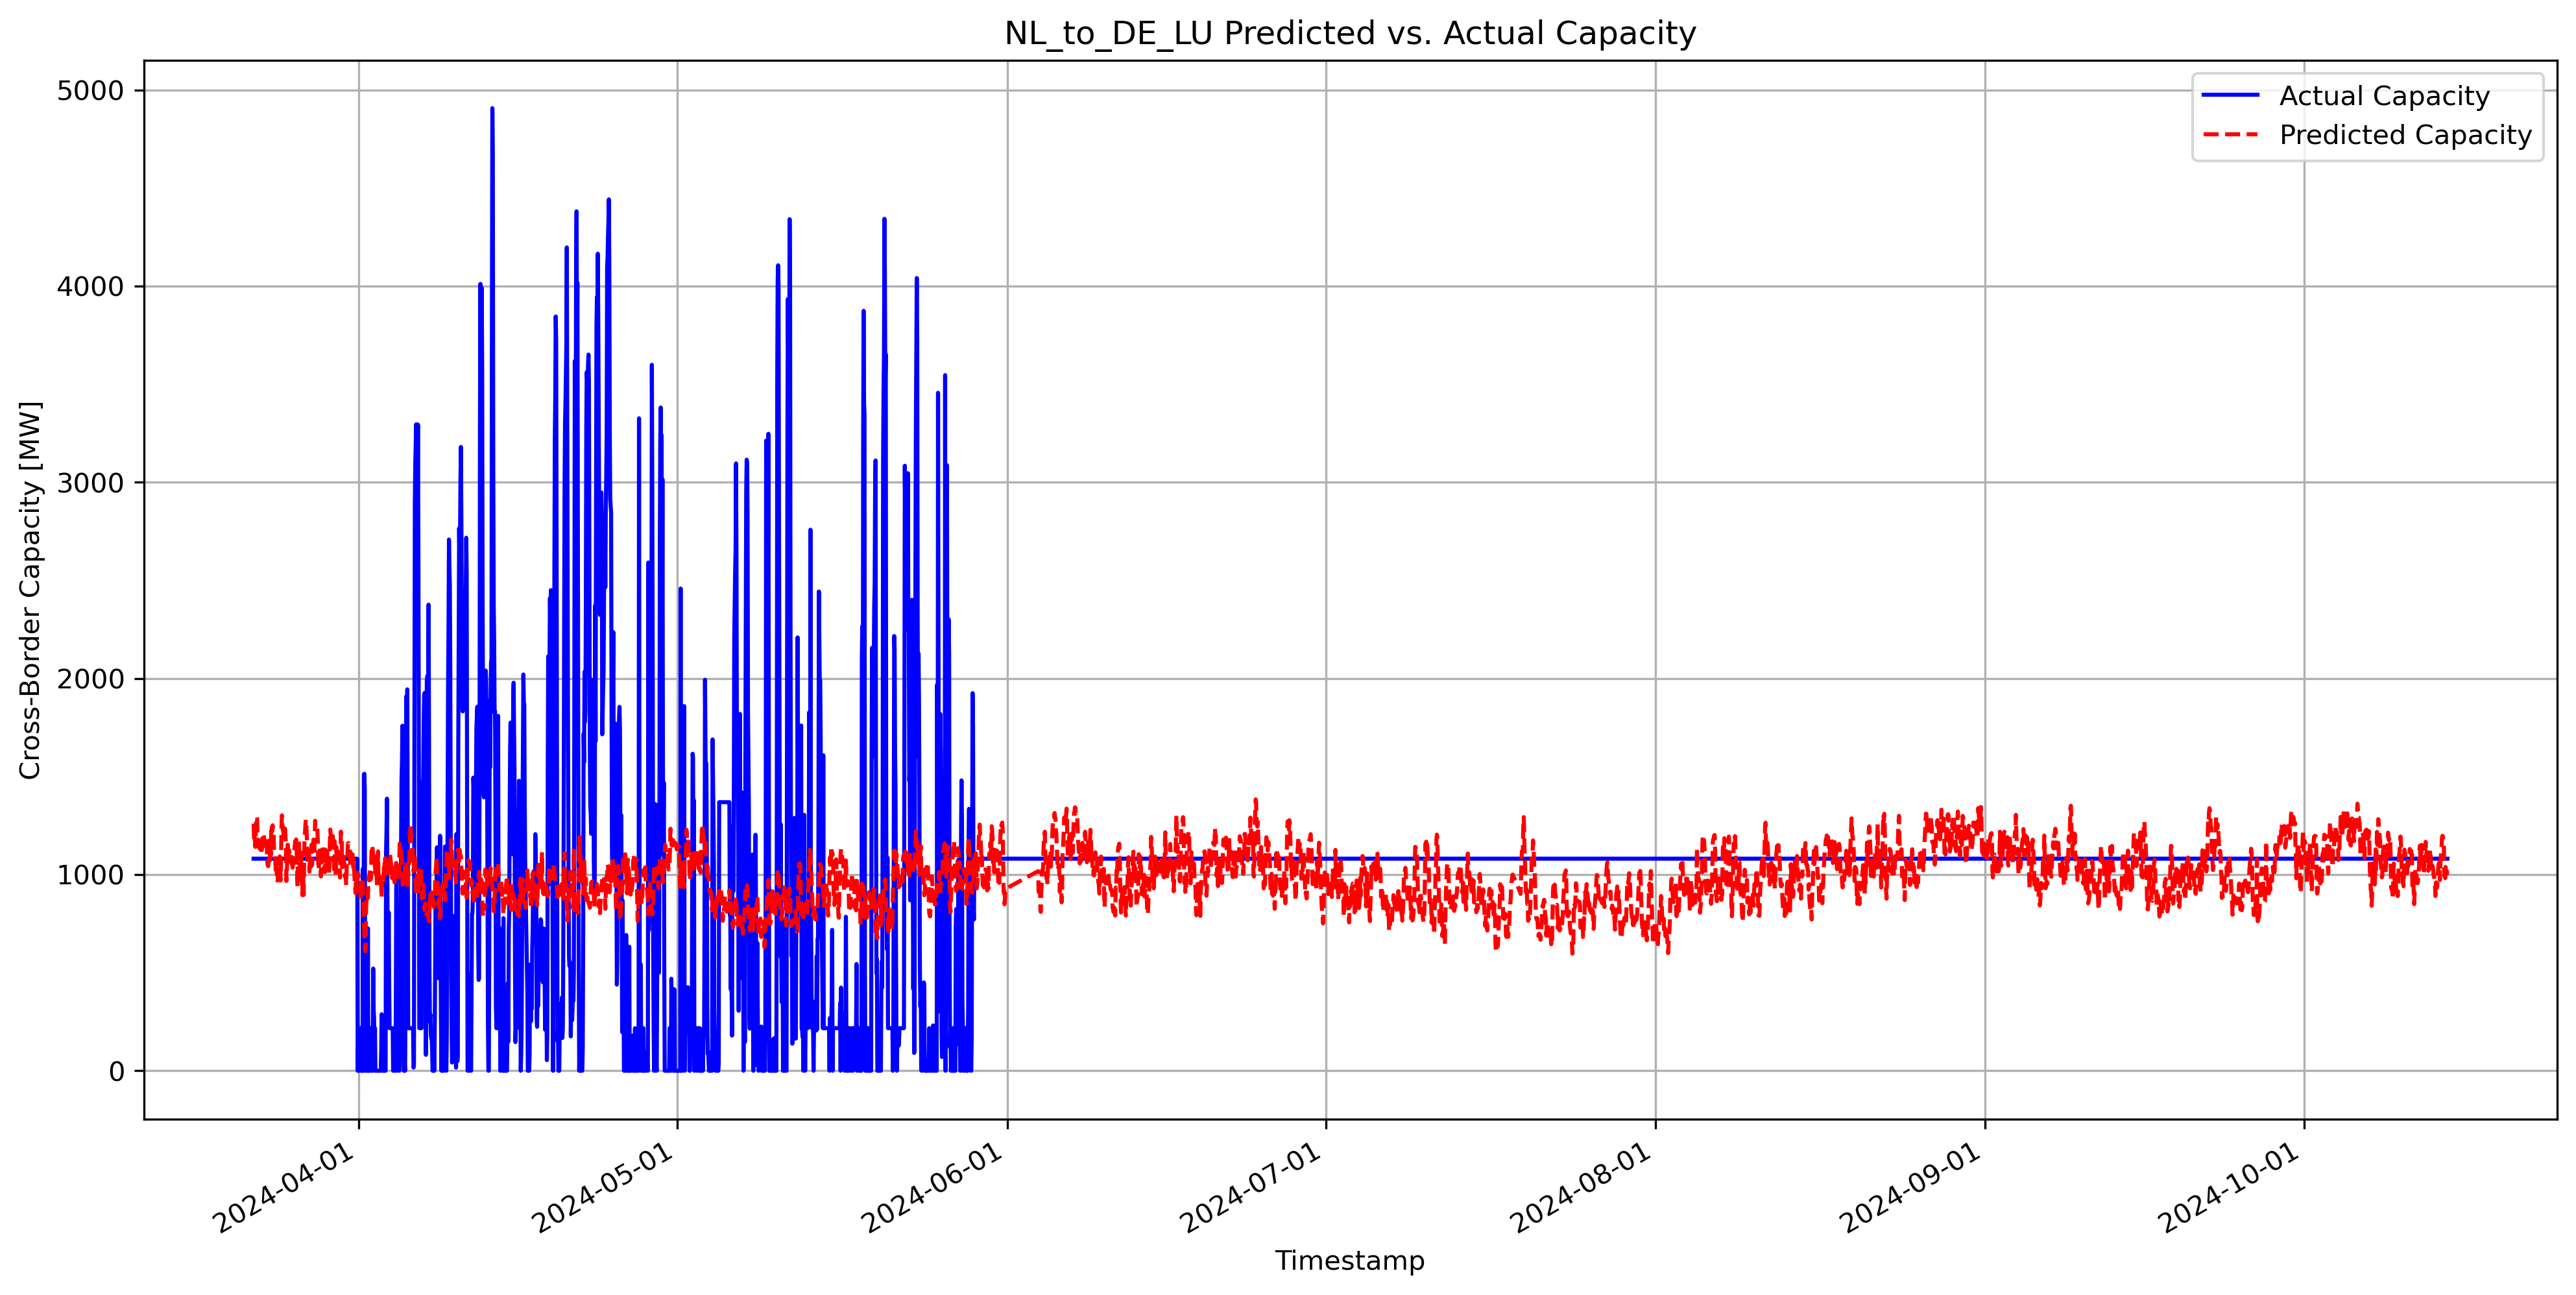 NL_to_DE_LU Predicted vs. Actual Capacity
Actual Capacity
Predicted Capacity
Cross-Border Capacity [MW]
5000
4000
3000
2000
1000
0
2024-04-01
2024-05-01
2024-06-01
2024-07-01
2024-08-01
2024-09-01
2024-10-01
Timestamp